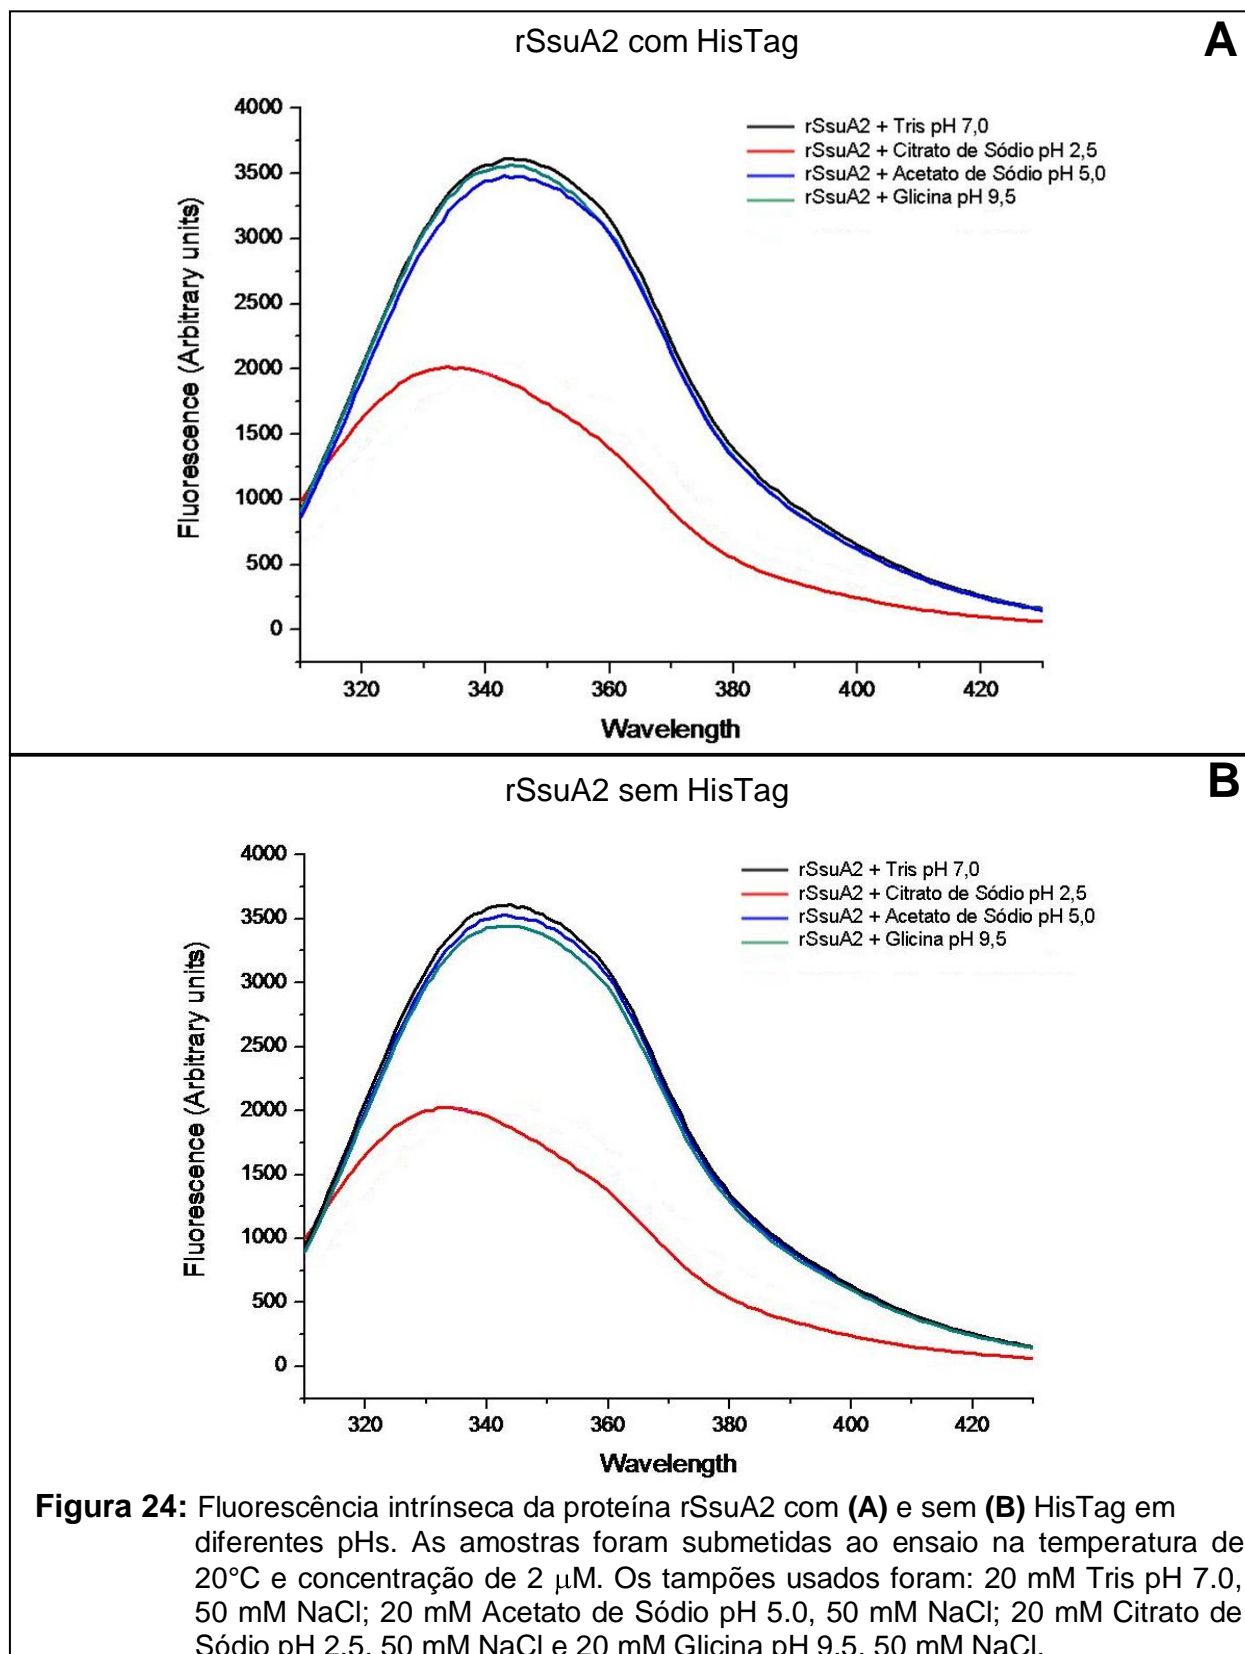 rSsuA2 com HisTag
A
4000
3500
3000
2500
2000
1500
1000
500
0
Fluorescence (Arbitrary units)
rSsuA2 + Tris pH 7,0
rSsuA2 + Citrato de Sódio pH 2,5
rSsuA2 + Acetato de Sódio pH 5,0
rSsuA2 + Glicina pH 9,5
320 340 360 380 400 420
Wavelength
rSsuA2 sem HisTag
B
4000
3500
3000
2500
2000
1500
1000
500
0
Fluorescence (Arbitrary units)
rSsuA2 + Tris pH 7,0
rSsuA2 + Citrato de Sódio pH 2,5
rSsuA2 + Acetato de Sódio pH 5,0
rSsuA2 + Glicina pH 9,5
320 340 360 380 400 420
Wavelength
Figura 24: Fluorescência intrínseca da proteína rSsuA2 com (A) e sem (B) HisTag em
diferentes pHs. As amostras foram submetidas ao ensaio na temperatura de
20°C e concentração de 2 μM. Os tampões usados foram: 20 mM Tris pH 7.0,
50 mM NaCl; 20 mM Acetato de Sódio pH 5.0, 50 mM NaCl; 20 mM Citrato de
Sódio pH 2.5, 50 mM NaCl e 20 mM Glicina pH 9.5, 50 mM NaCl.